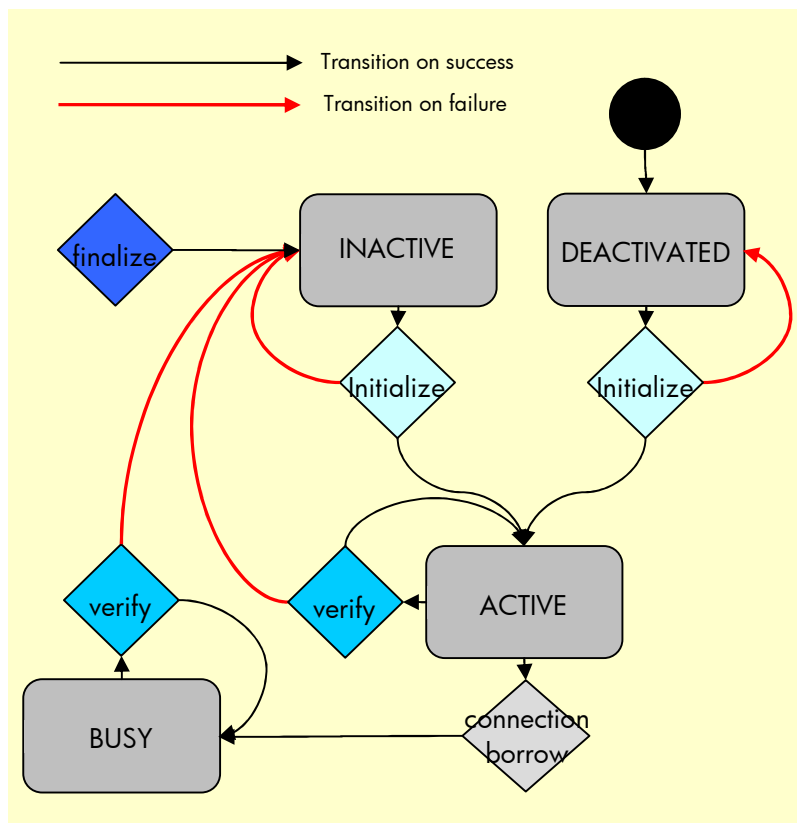 Transition on success
Transition on failure
finalize
INACTIVE
DEACTIVATED
Initialize
Initialize
verify
verify
ACTIVE
BUSY
connection
borrow